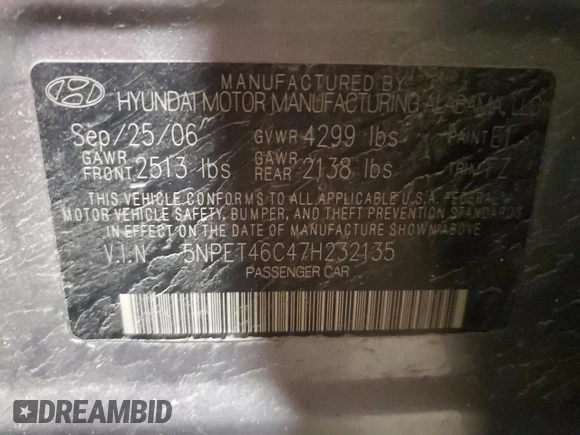 MANUFACTURED BY
HYUNDAI MOTOR MANUFACTURING ALABAMA, LLC
Sep/25/06 GVWR 4299 lbs PAINT EJ
GAWR FRONT 2513 lbs GAWR REAR 2138 lbs TRIM FZ
THIS VEHICLE CONFORMS TO ALL APPLICABLE U.S.A. FEDERAL
MOTOR VEHICLE SAFETY, BUMPER, AND THEFT PREVENTION
STANDARDS IN EFFECT ON THE DATE OF MANUFACTURE SHOWN ABOVE
V.I.N 5NPET46C47H232135
PASSENGER CAR
DREAMBID